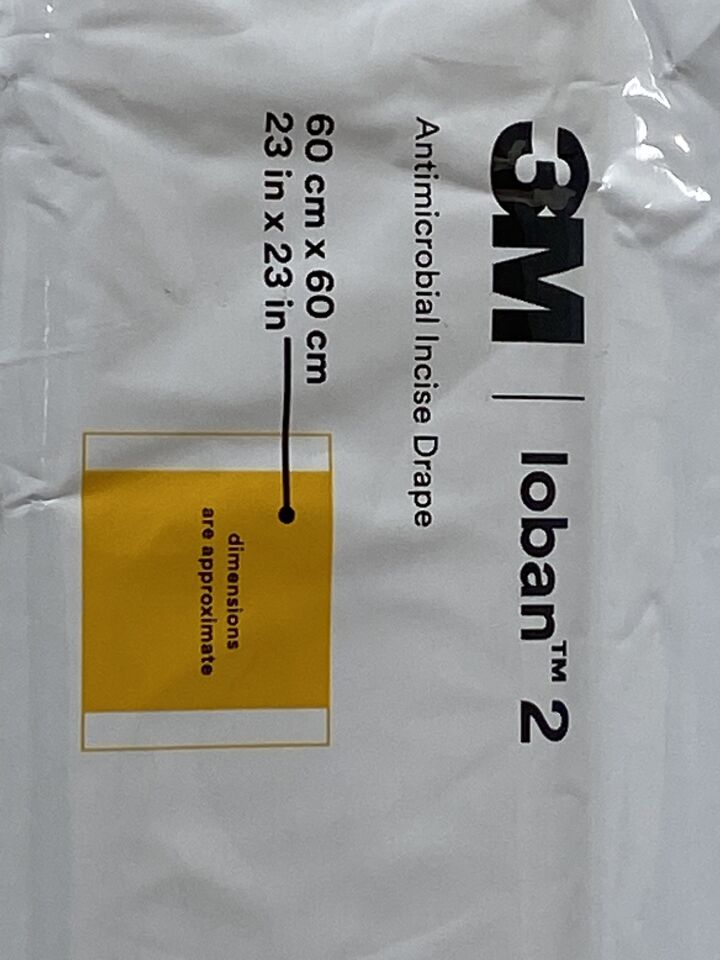 3M | Ioban™ 2
Antimicrobial Incise Drape
60 cm x 60 cm
23 in x 23 in
dimensions
are approximate